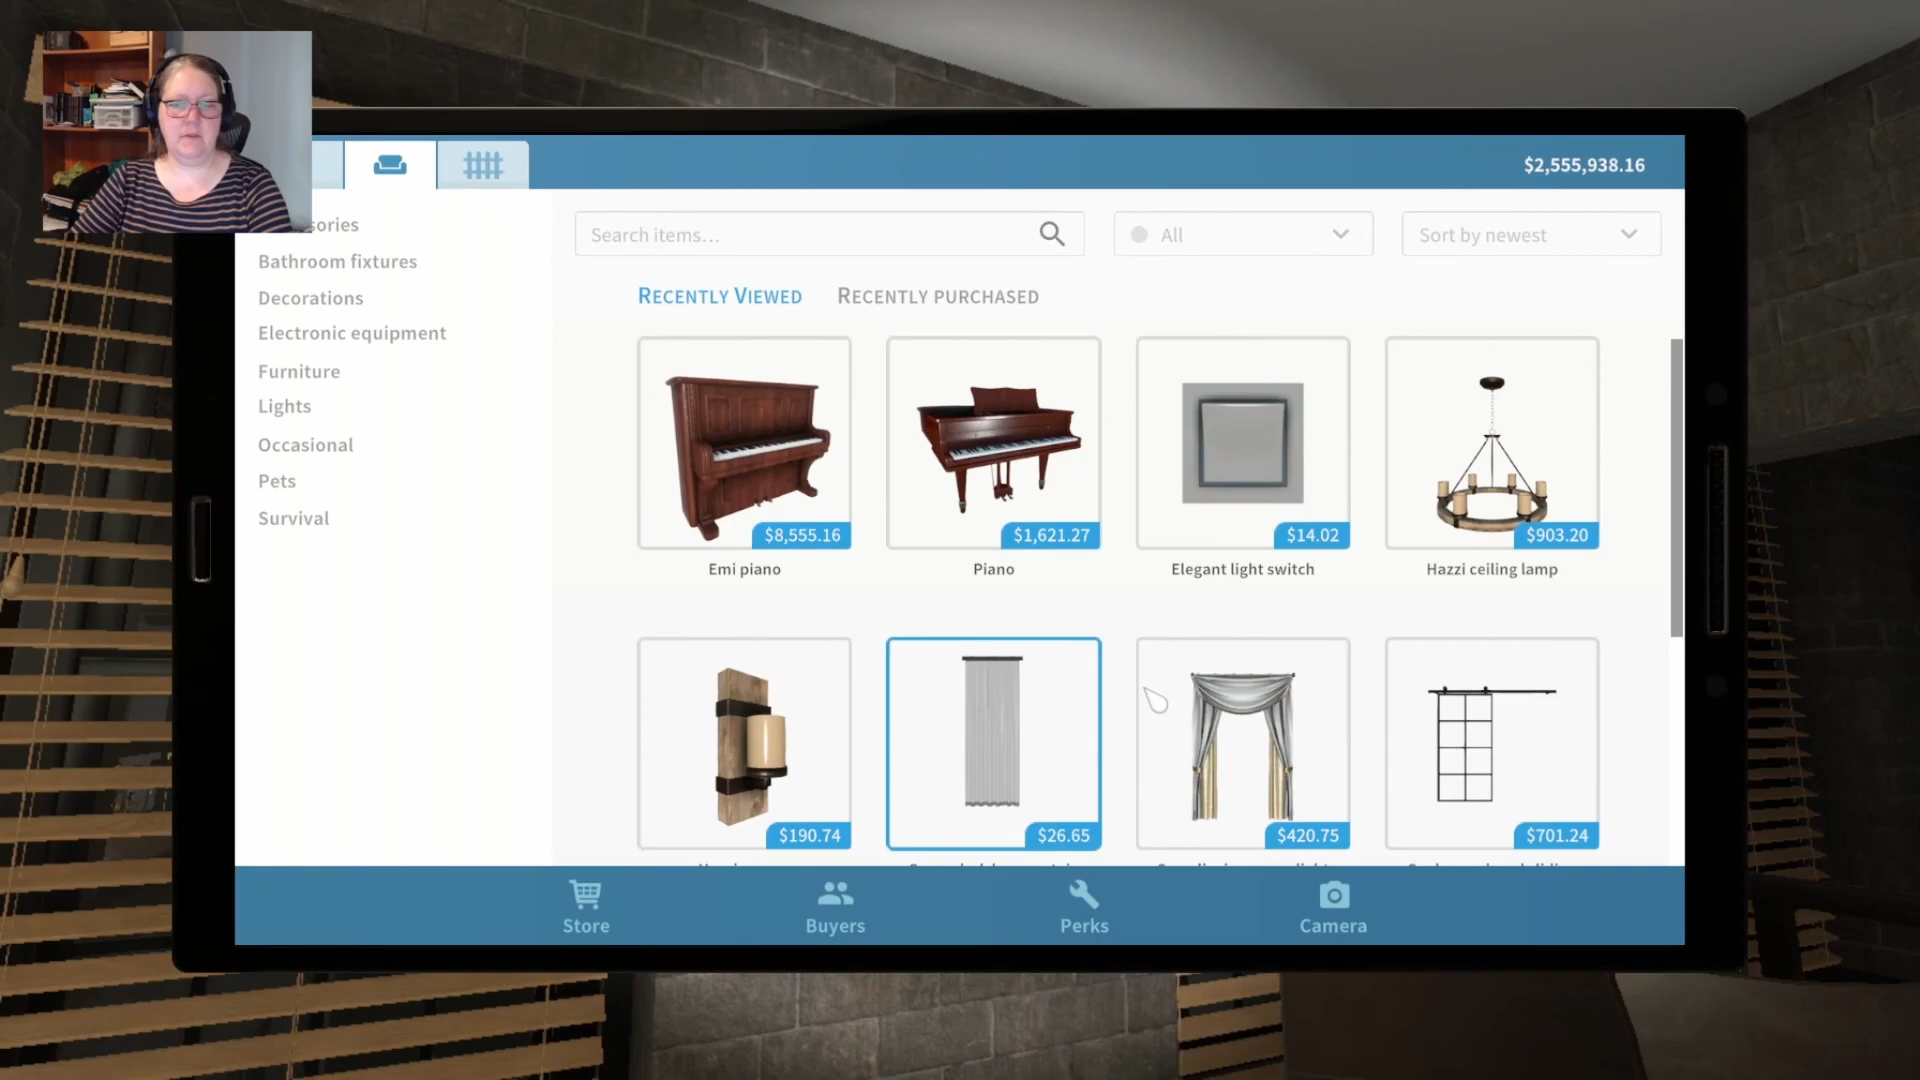 $2,555,938.16
Search items...
All
Sort by newest
Bathroom fixtures
Decorations
Electronic equipment
Furniture
Lights
Occasional
Pets
Survival
RECENTLY VIEWED
RECENTLY PURCHASED
$8,555.16
$1,621.27
$14.02
$903.20
Emi piano
Piano
Elegant light switch
Hazzi ceiling lamp
$190.74
$26.65
$420.75
$701.24
Store
Buyers
Perks
Camera